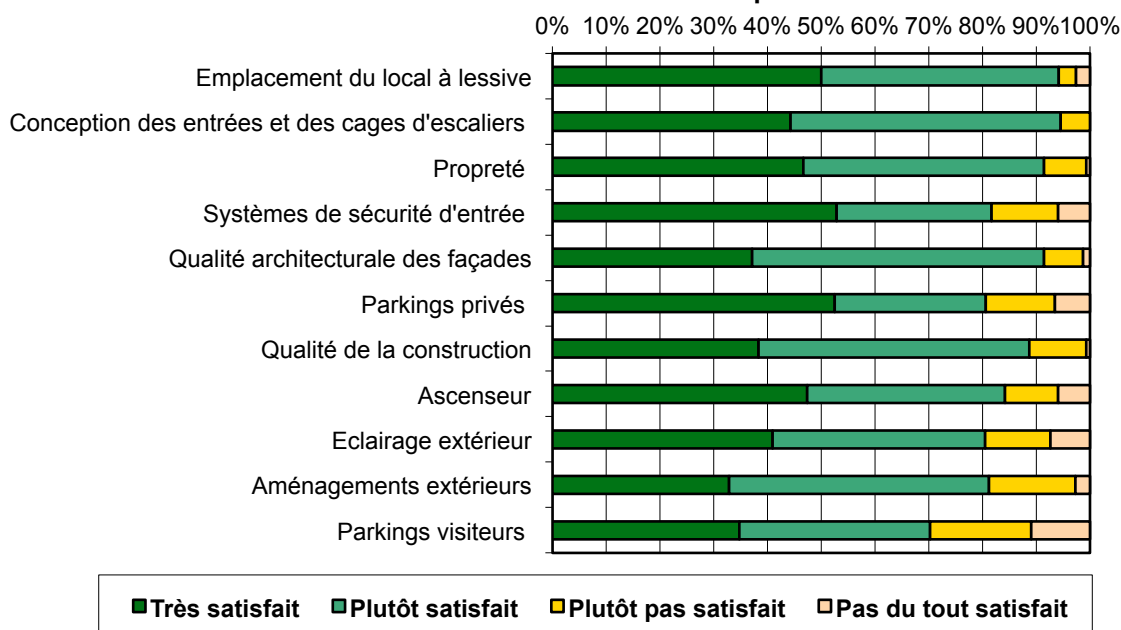 0% 10% 20% 30% 40% 50% 60% 70% 80% 90%100%
Emplacement du local à lessive
Conception des entrées et des cages d'escaliers
Propreté
Systèmes de sécurité d'entrée
Qualité architecturale des façades
Parkings privés
Qualité de la construction
Ascenseur
Eclairage extérieur
Aménagements extérieurs
Parkings visiteurs
Très satisfait Plutôt satisfait Plutôt pas satisfait Pas du tout satisfait